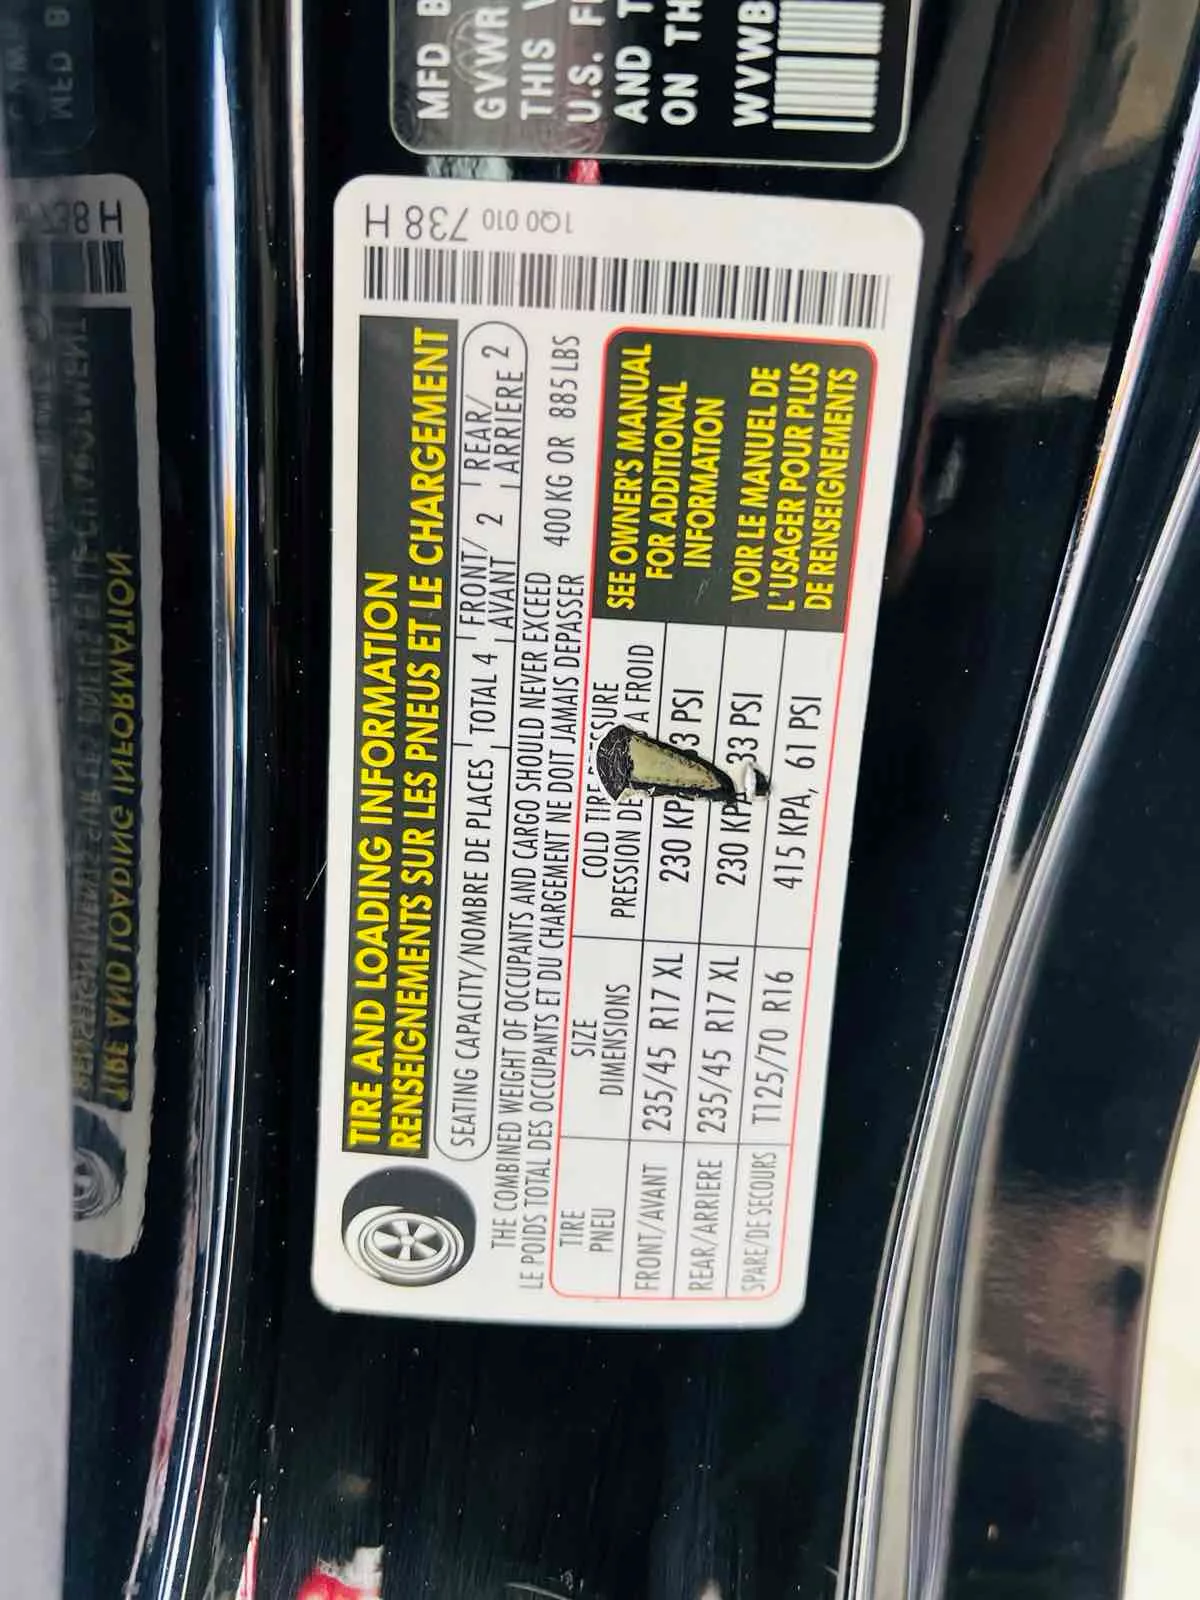 MFD B
GVWR
THIS V
U.S. F
AND T
ON TH
WVWB
1Q0 010 738 H
TIRE AND LOADING INFORMATION
RENSEIGNEMENTS SUR LES PNEUS ET LE CHARGEMENT
SEATING CAPACITY/NOMBRE DE PLACES TOTAL 4 FRONT/AVANT 2 REAR/ARRIERE 2
THE COMBINED WEIGHT OF OCCUPANTS AND CARGO SHOULD NEVER EXCEED
LE POIDS TOTAL DES OCCUPANTS ET DU CHARGEMENT NE DOIT JAMAIS DEPASSER 400 KG OR 885 LBS
TIRE SIZE COLD TIRE
PNEU DIMENSIONS PRESSION DE A FROID
FRONT/AVANT 235/45 R17 XL 230 3 PSI
REAR/ARRIERE 235/45 R17 XL 230 KPA 33 PSI
SPARE/DE SECOURS T125/70 R16 415 KPA, 61 PSI
SEE OWNER'S MANUAL
FOR ADDITIONAL
INFORMATION
VOIR LE MANUEL DE
L'USAGER POUR PLUS
DE RENSEIGNEMENTS